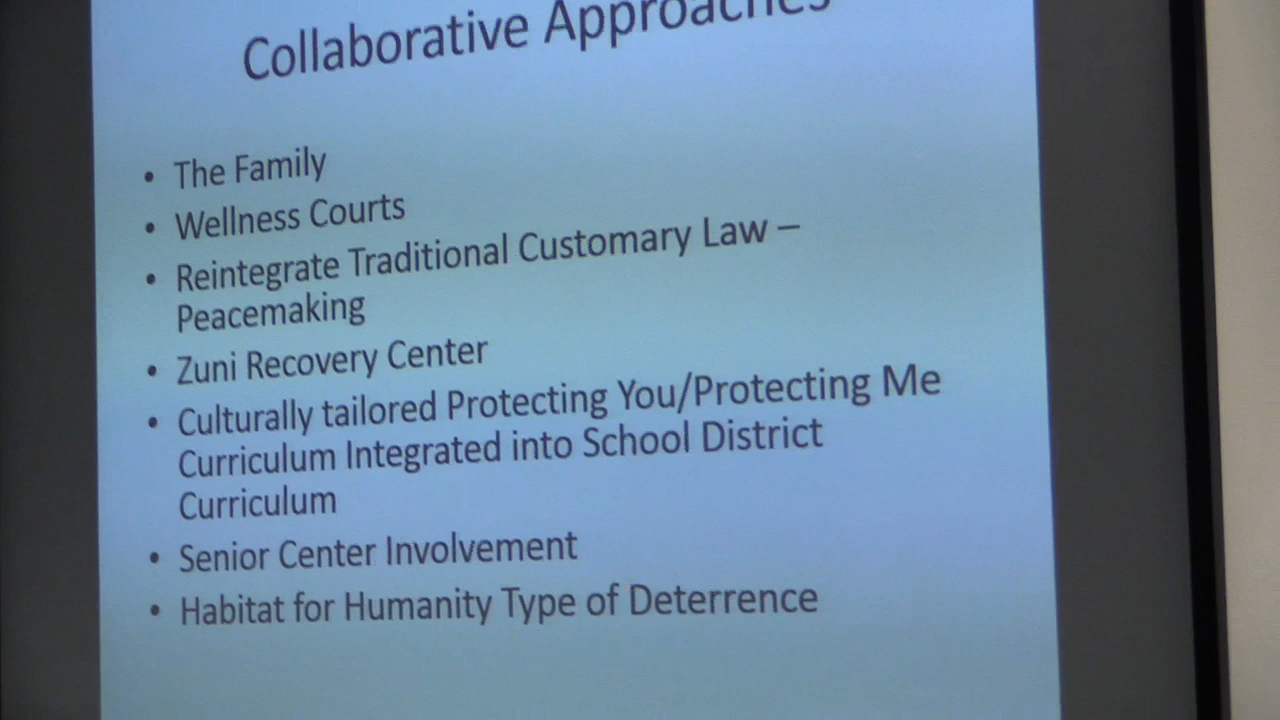 Collaborative Approaches
• The Family
• Wellness Courts
• Reintegrate Traditional Customary Law –
Peacemaking
• Zuni Recovery Center
• Culturally tailored Protecting You/Protecting Me
Curriculum Integrated into School District
Curriculum
• Senior Center Involvement
• Habitat for Humanity Type of Deterrence